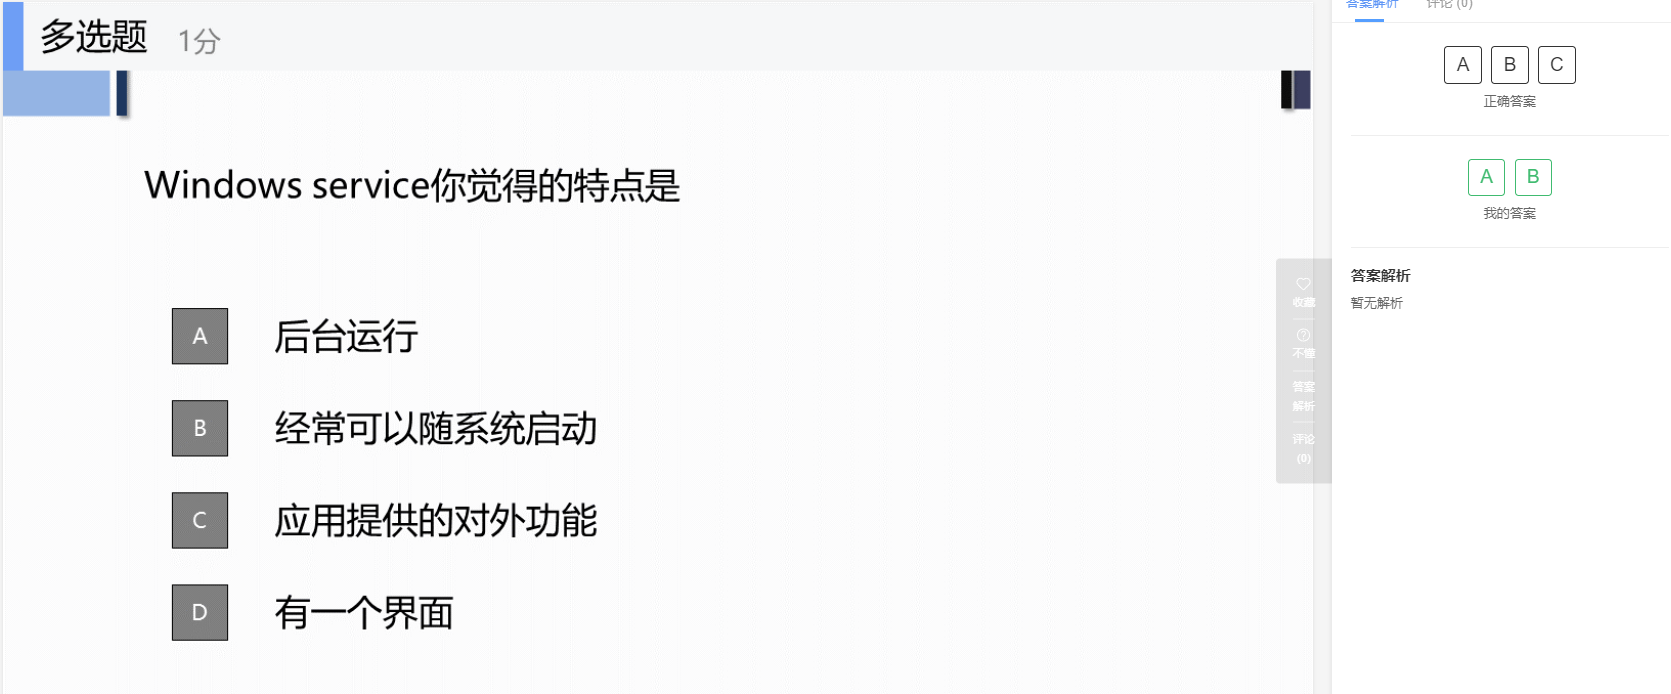 多选题 1分
Windows service你觉得的特点是
A 后台运行
B 经常可以随系统启动
C 应用提供的对外功能
D 有一个界面
收藏
不懂
答案
解析
评论
(0)
答案解析 评论 (0)
A B C
正确答案
A B
我的答案
答案解析
暂无解析